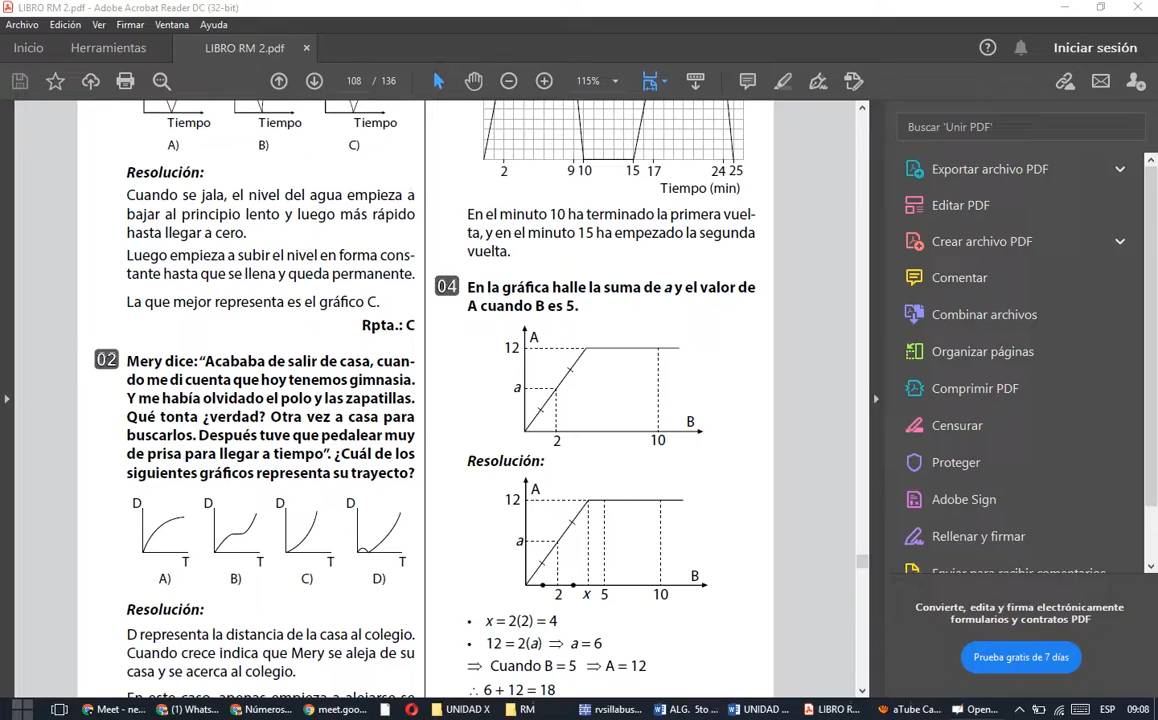 LIBRO RM 2.pdf - Adobe Acrobat Reader DC (32-bit)
Archivo Edición Ver Firmar Ventana Ayuda
Inicio Herramientas LIBRO RM 2.pdf × Iniciar sesión
108 / 136 115%
Tiempo Tiempo Tiempo
A) B) C)
Resolución:
Cuando se jala, el nivel del agua empieza a
bajar al principio lento y luego más rápido
hasta llegar a cero.
Luego empieza a subir el nivel en forma cons-
tante hasta que se llena y queda permanente.
La que mejor representa es el gráfico C.
Rpta.: C
02 Mery dice: “Acababa de salir de casa, cuan-
do me di cuenta que hoy tenemos gimnasia.
Y me había olvidado el polo y las zapatillas.
Qué tonta ¿verdad? Otra vez a casa para
buscarlos. Después tuve que pedalear muy
de prisa para llegar a tiempo”. ¿Cuál de los
siguientes gráficos representa su trayecto?
D D D D
T T T T
A) B) C) D)
Resolución:
D representa la distancia de la casa al colegio.
Cuando crece indica que Mery se aleja de su
casa y se acerca al colegio.
En este caso, apenas empieza a alejarse se
2 9 10 15 17 24 25
Tiempo (min)
En el minuto 10 ha terminado la primera vuel-
ta, y en el minuto 15 ha empezado la segunda
vuelta.
04 En la gráfica halle la suma de a y el valor de
A cuando B es 5.
A
12
a
B
2 10
Resolución:
A
12
a
B
2 x 5 10
• x = 2(2) = 4
• 12 = 2(a) ⇒ a = 6
⇒ Cuando B = 5 ⇒ A = 12
∴ 6 + 12 = 18
Buscar 'Unir PDF'
Exportar archivo PDF
Editar PDF
Crear archivo PDF
Comentar
Combinar archivos
Organizar páginas
Comprimir PDF
Censurar
Proteger
Adobe Sign
Rellenar y firmar
Enviar para recibir comentarios
Convierte, edita y firma electrónicamente
formularios y contratos PDF
Prueba gratis de 7 días
Meet - ne... (1) Whats... Números... meet.goo... UNIDAD X RM rvsillabus... ALG. 5to ... UNIDAD ... LIBRO R... aTube Ca... Open... ESP 09:08